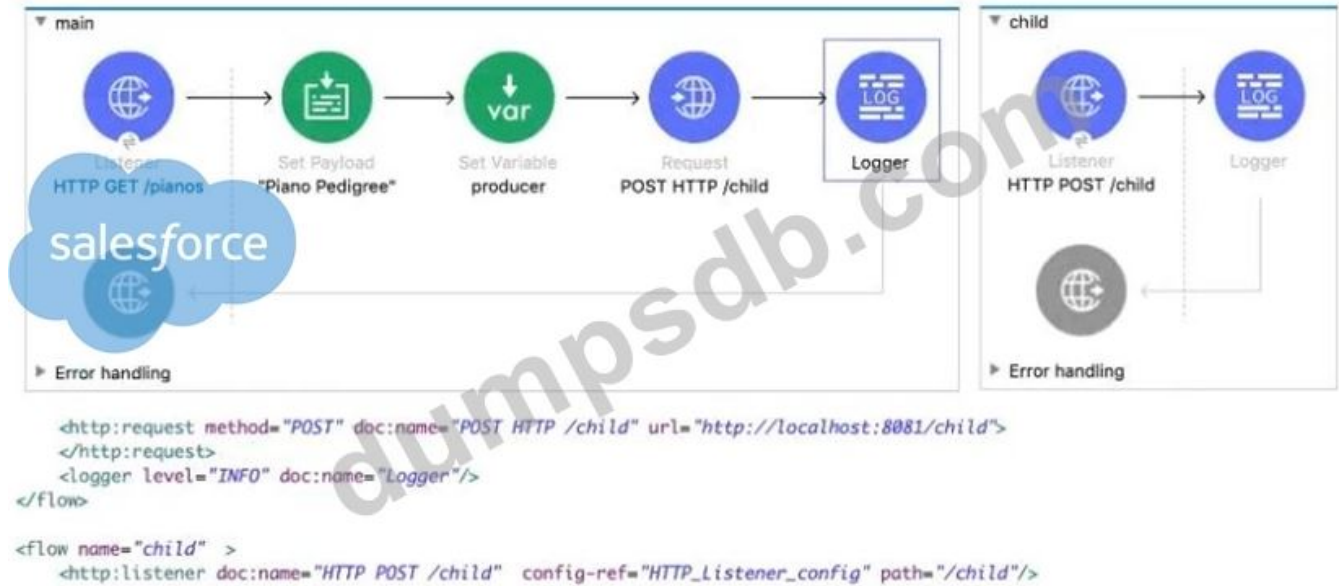 main
child
LOG
var
LOG
Listener
Set Payload
Set Variable
Request
Logger
Listener
Logger
HTTP GET /pianos
"Piano Pedigree"
producer
POST HTTP /child
HTTP POST /child
salesforce
Error handling
Error handling
dumpsdb.com
<http:request method="POST" doc:name="POST HTTP /child" url="http://localhost:8081/child">
</http:request>
<logger level="INFO" doc:name="Logger"/>
</flow>
<flow name="child" >
<http:listener doc:name="HTTP POST /child" config-ref="HTTP_Listener_config" path="/child"/>